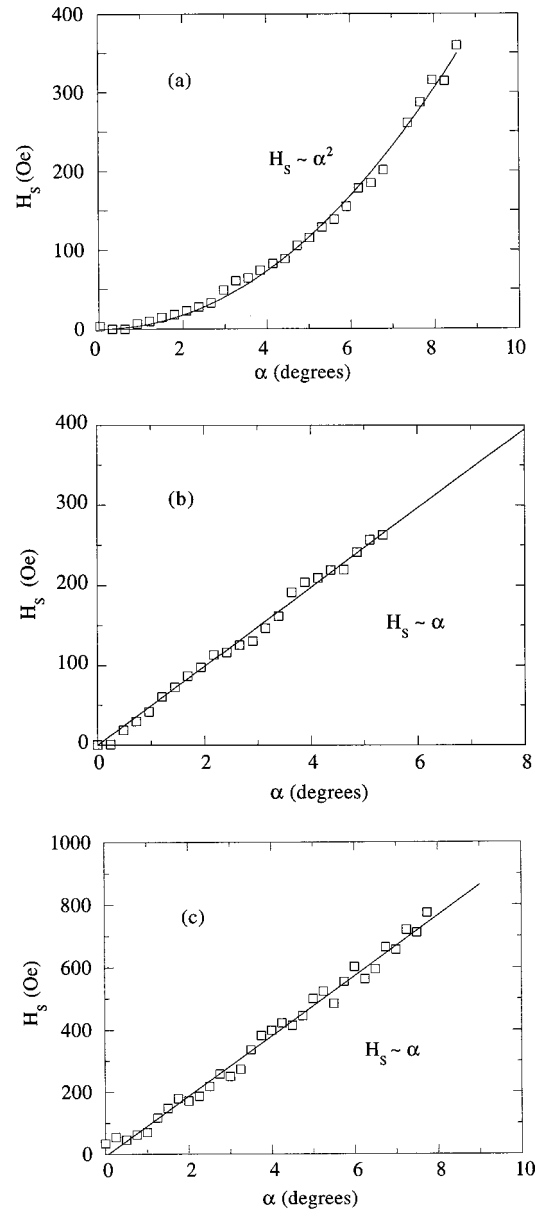 400
(a)
300
H_s ~ α²
200
H_s (Oe)
100
0
0 2 4 6 8 10
α (degrees)
400
(b)
300
200
H_s (Oe)
H_s ~ α
100
0
0 2 4 6 8
α (degrees)
1000
800
(c)
600
H_s (Oe)
400
H_s ~ α
200
0
0 2 4 6 8 10
α (degrees)